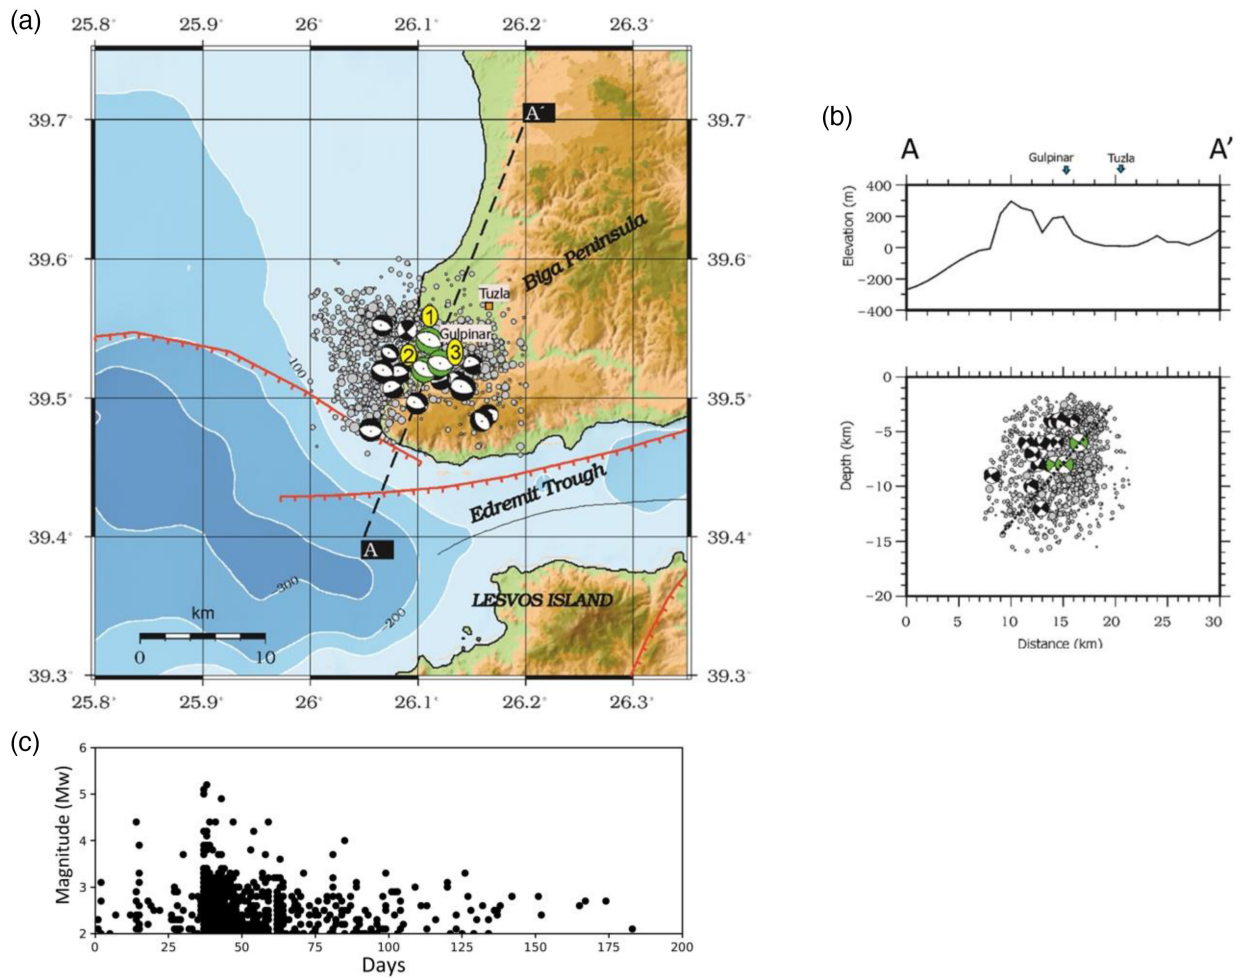 (a)
25.8° 25.9° 26° 26.1° 26.2° 26.3°
39.7° 39.7°
39.6° 39.6°
39.5° 39.5°
39.4° 39.4°
39.3° 39.3°
A´
Biga Peninsula
Tuzla
1
Gulpinar
2 3
-100
Edremit Trough
A
-300
LESVOS ISLAND
-200
km
0 10
25.8° 25.9° 26° 26.1° 26.2° 26.3°
(b)
A A’
Gulpinar Tuzla
Elevation (m)
400
200
0
−200
−400
Depth (km)
0
−5
−10
−15
−20
0 5 10 15 20 25 30
Distance (km)
(c)
Magnitude (Mw)
6
5
4
3
2
0 25 50 75 100 125 150 175 200
Days